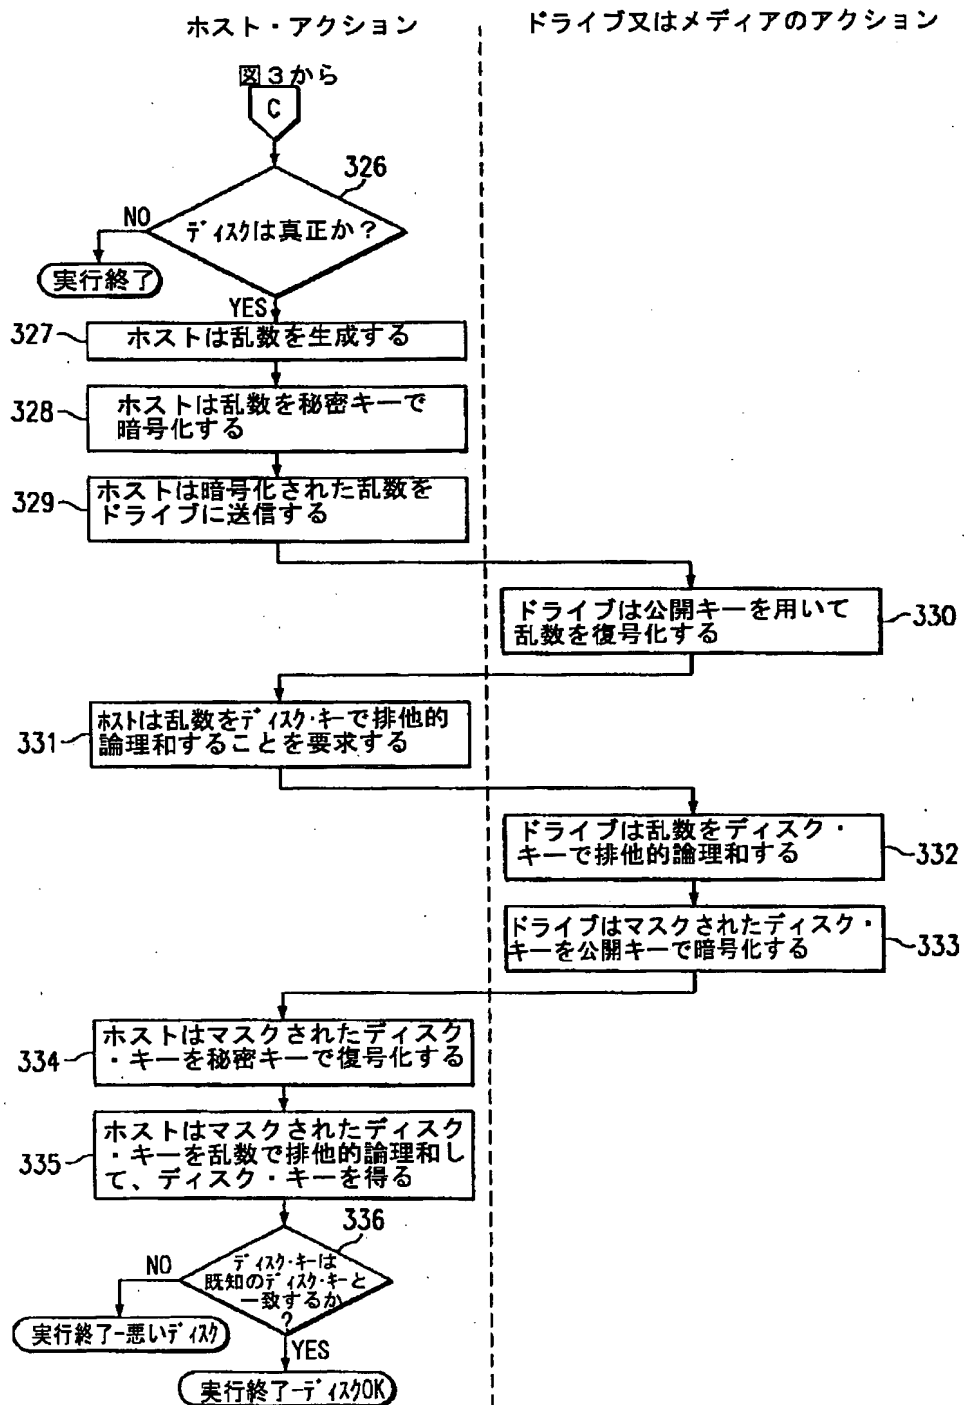 ホスト・アクション
ドライブ又はメディアのアクション
図3から
C
326
ディスクは真正か?
NO
実行終了
YES
327
ホストは乱数を生成する
328
ホストは乱数を秘密キーで
暗号化する
329
ホストは暗号化された乱数を
ドライブに送信する
ドライブは公開キーを用いて
乱数を復号化する
330
331
ホストは乱数をディスク・キーで排他的
論理和することを要求する
ドライブは乱数をディスク・
キーで排他的論理和する
332
ドライブはマスクされたディスク・
キーを公開キーで暗号化する
333
334
ホストはマスクされたディスク
・キーを秘密キーで復号化する
335
ホストはマスクされたディスク
・キーを乱数で排他的論理和し
て、ディスク・キーを得る
336
ディスク・キーは
既知のディスク・キーと
一致するか
?
NO
実行終了-悪いディスク
YES
実行終了-ディスクOK